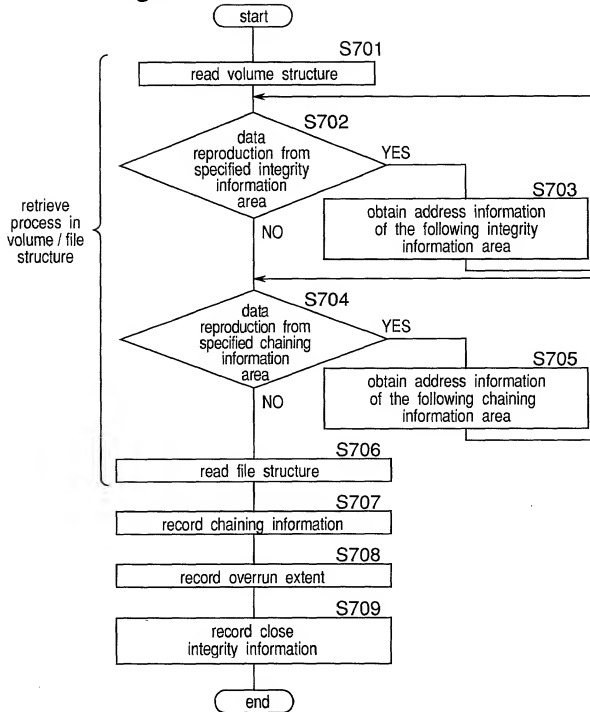 start
S701
read volume structure
S702
data
reproduction from
specified integrity
information
area
YES
NO
S703
obtain address information
of the following integrity
information area
retrieve
process in
volume / file
structure
S704
data
reproduction from
specified chaining
information
area
YES
NO
S705
obtain address information
of the following chaining
information area
S706
read file structure
S707
record chaining information
S708
record overrun extent
S709
record close
integrity information
end